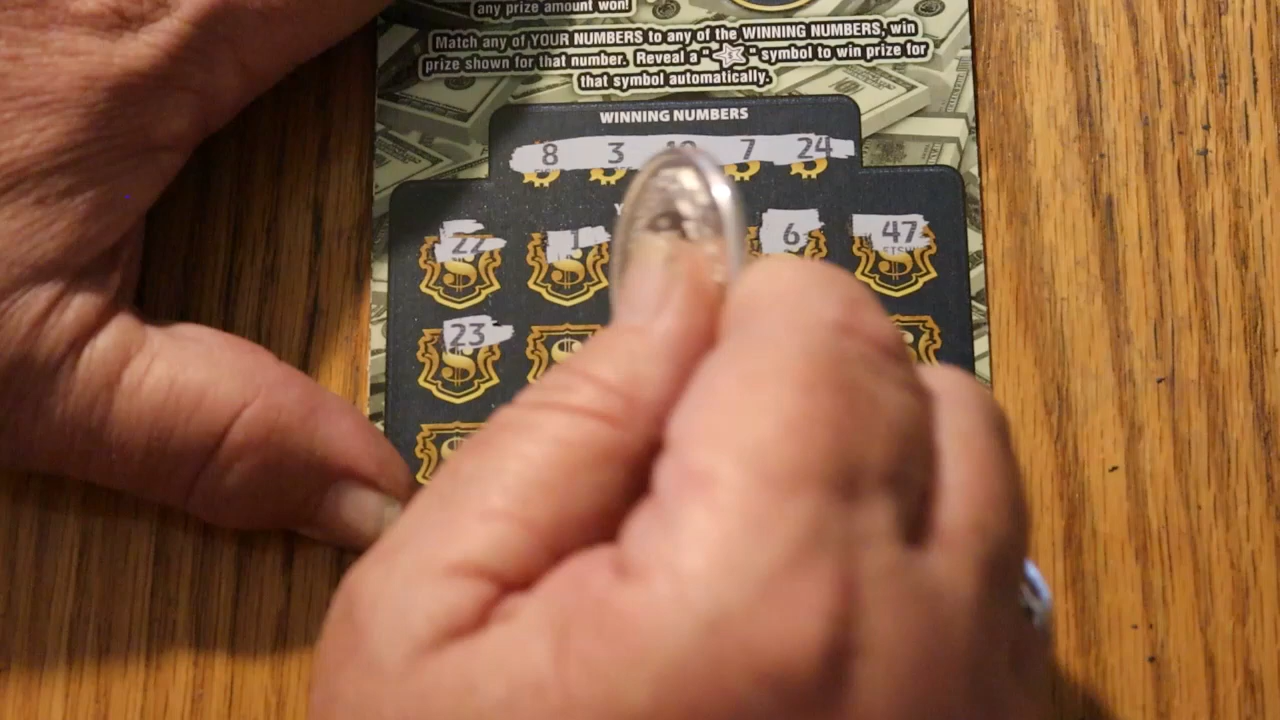 any prize amount won!
Match any of YOUR NUMBERS to any of the WINNING NUMBERS, win
prize shown for that number. Reveal a " " symbol to win prize for
that symbol automatically.
WINNING NUMBERS
8 3 7 24
22 6 47
23